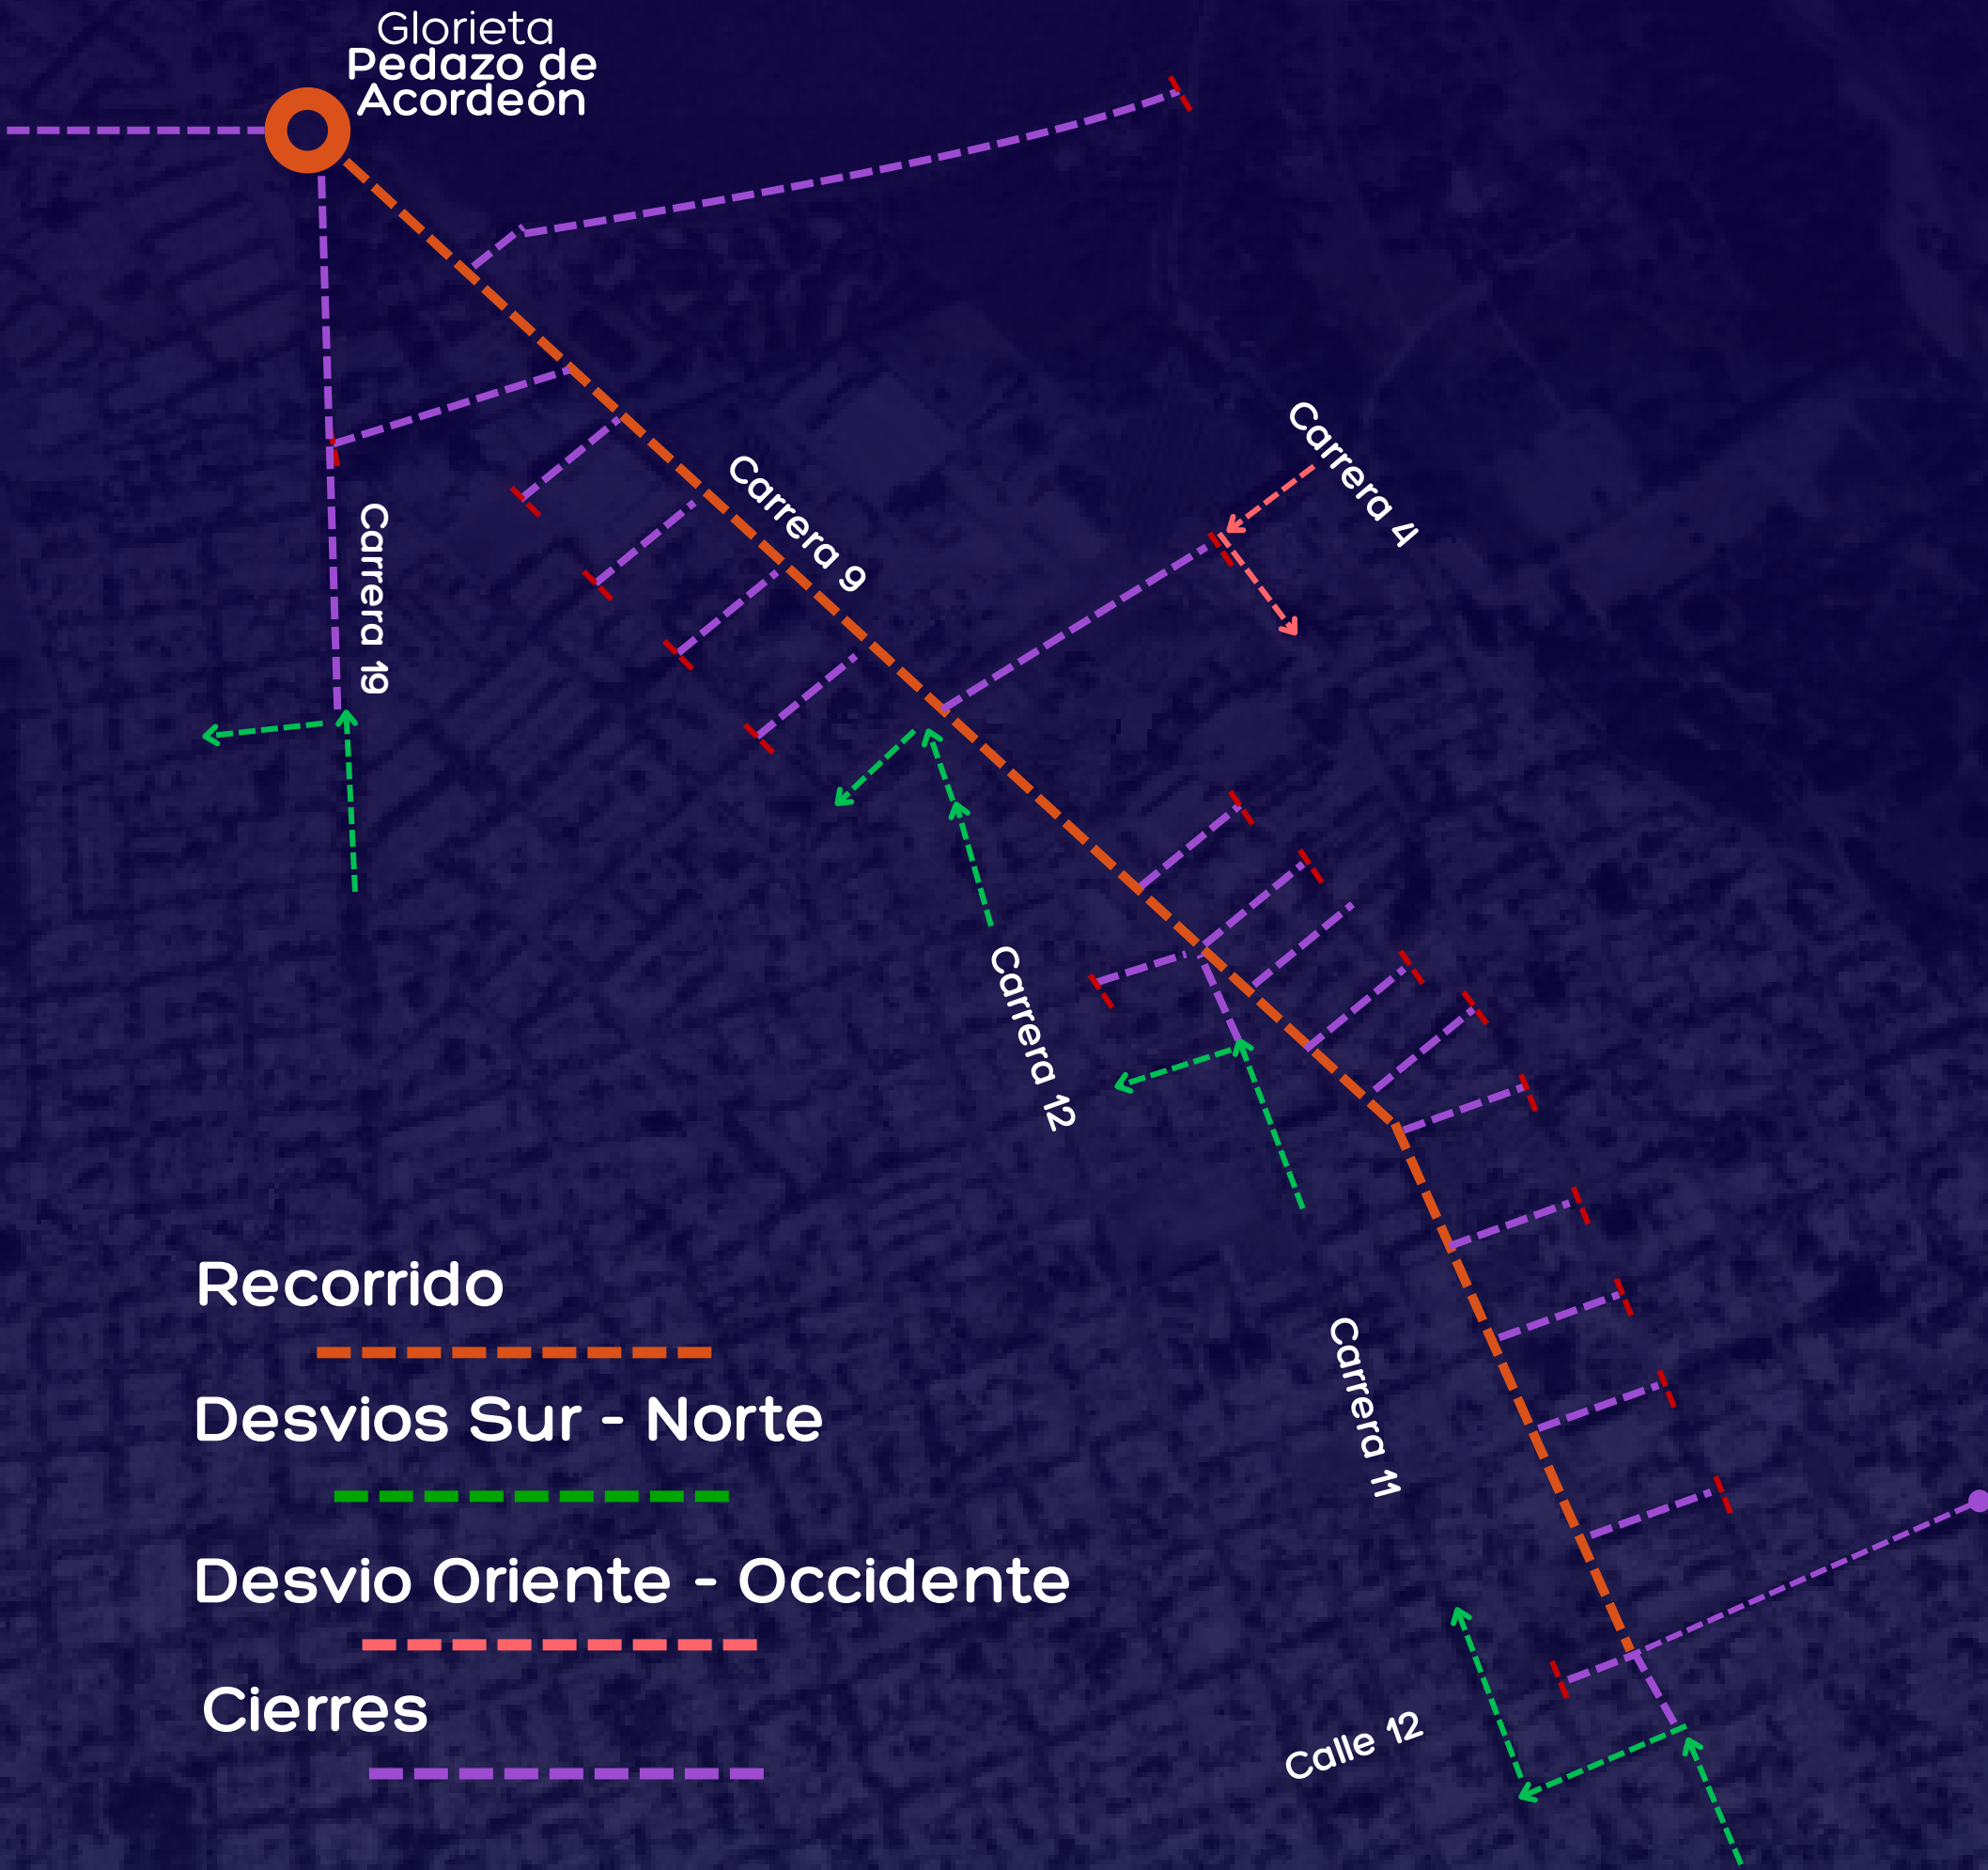 Glorieta
Pedazo de
Acordeón
Carrera 4
Carrera 9
Carrera 19
Carrera 12
Carrera 11
Calle 12
Recorrido
Desvios Sur - Norte
Desvio Oriente - Occidente
Cierres